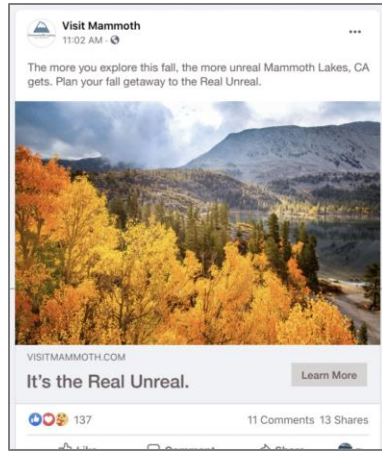 Visit Mammoth
11:02 AM ·
The more you explore this fall, the more unreal Mammoth Lakes, CA
gets. Plan your fall getaway to the Real Unreal.
VISITMAMMOTH.COM
It's the Real Unreal.
Learn More
137
11 Comments 13 Shares